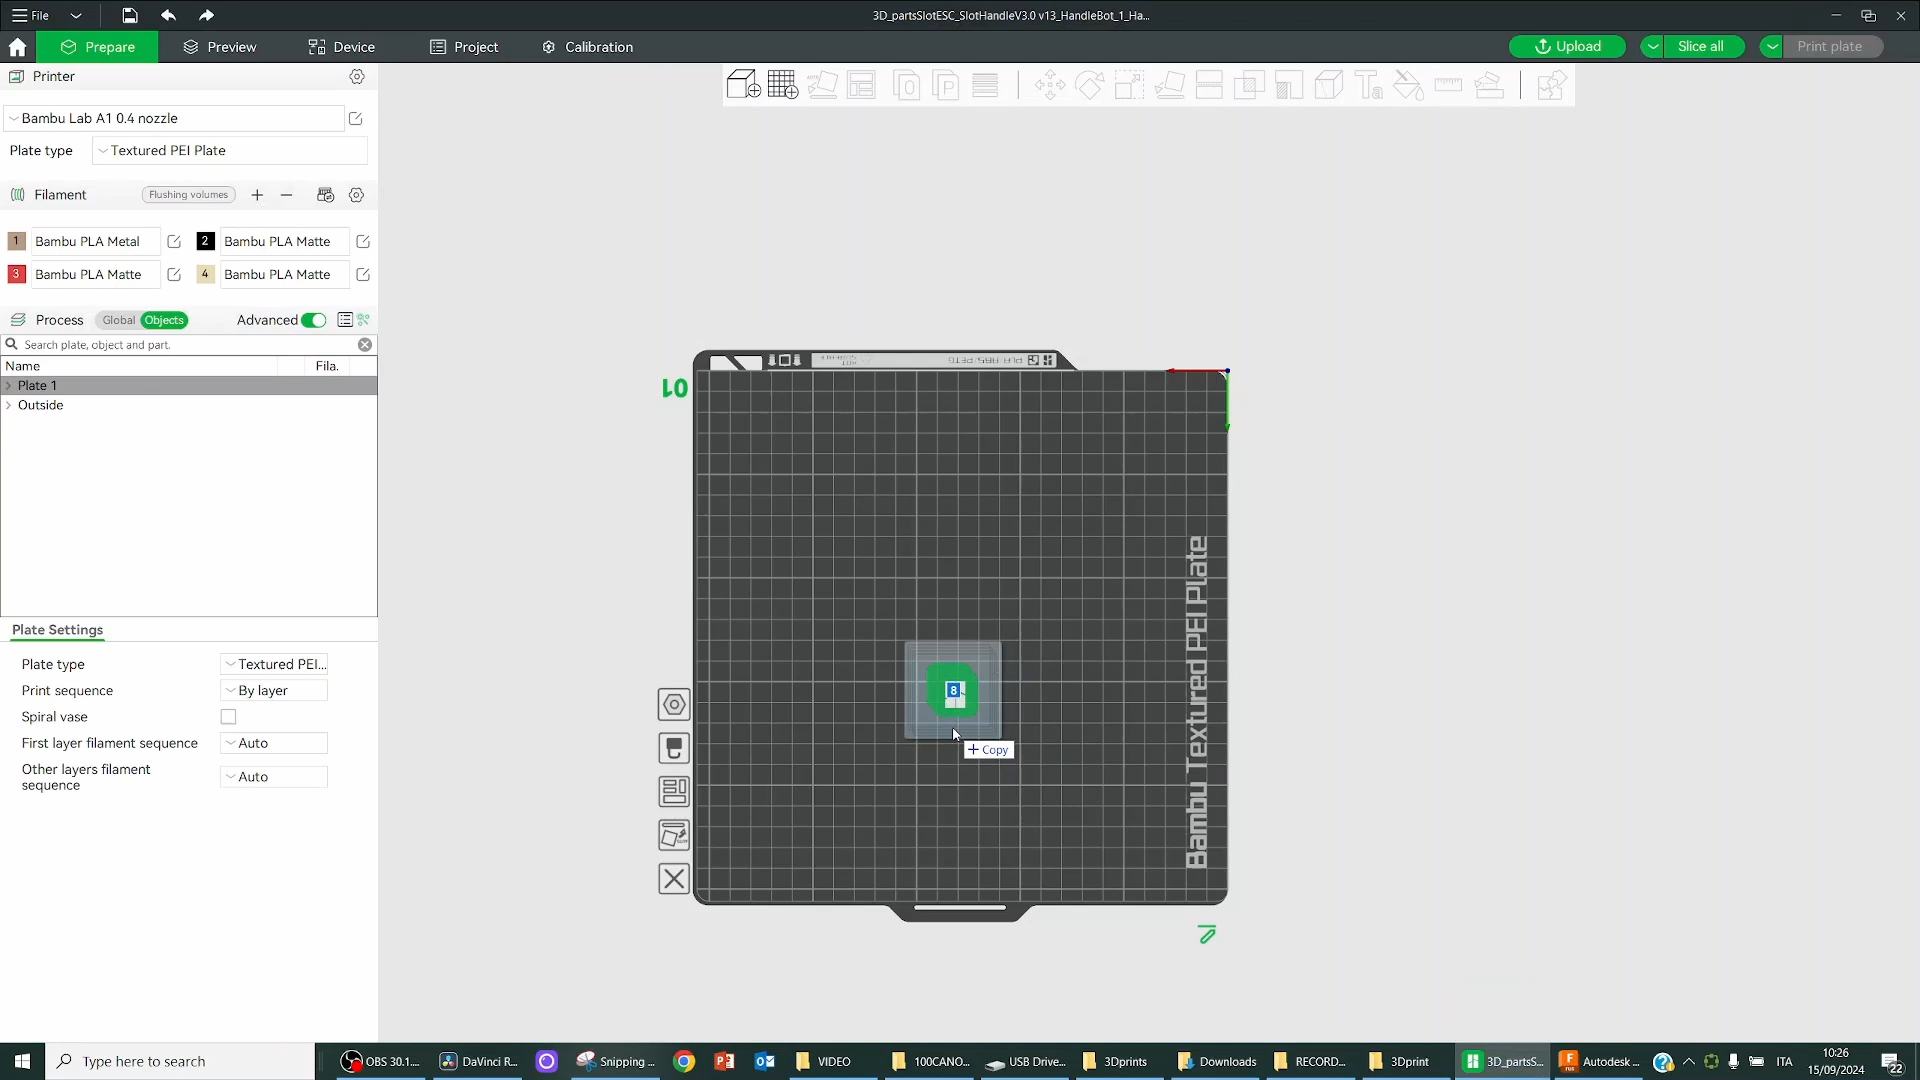 File
3D_partsSlotESC_SlotHandleV3.0 v13_HandleBot_1_Ha...
Prepare
Preview
Device
Project
Calibration
Upload
Slice all
Print plate
Printer
Bambu Lab A1 0.4 nozzle
Plate type
Textured PEI Plate
Filament
Flushing volumes
1
Bambu PLA Metal
2
Bambu PLA Matte
3
Bambu PLA Matte
4
Bambu PLA Matte
Process
Global
Objects
Advanced
Search plate, object and part.
Name
Fila.
Plate 1
Outside
Plate Settings
Plate type
Textured PEI...
Print sequence
By layer
Spiral vase
First layer filament sequence
Auto
Other layers filament
sequence
Auto
01
PLA/ABS/PETG
Bambu Textured PEI Plate
8
+ Copy
Type here to search
OBS 30.1....
DaVinci R...
Snipping ...
VIDEO
100CANO...
USB Drive...
3Dprints
Downloads
RECORD...
3Dprint
3D_partsS...
Autodesk ...
ITA
10:26
15/09/2024
22